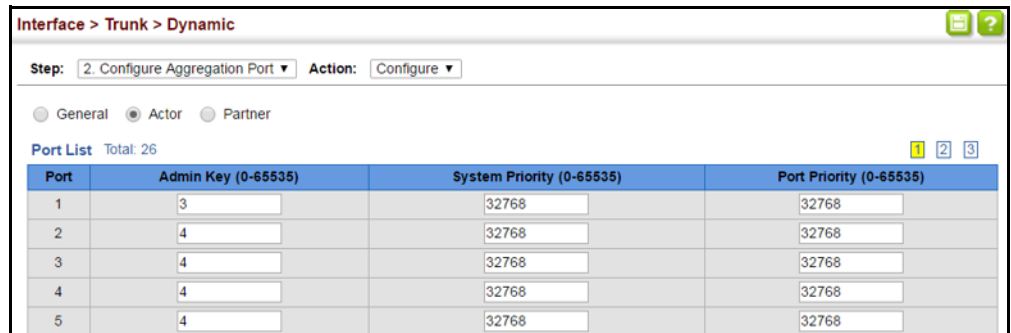 Interface > Trunk > Dynamic
?
Step: 2. Configure Aggregation Port Action: Configure
General Actor Partner
Port List Total: 26 1 2 3
Port Admin Key (0-65535) System Priority (0-65535) Port Priority (0-65535)
1 3 32768 32768
2 4 32768 32768
3 4 32768 32768
4 4 32768 32768
5 4 32768 32768